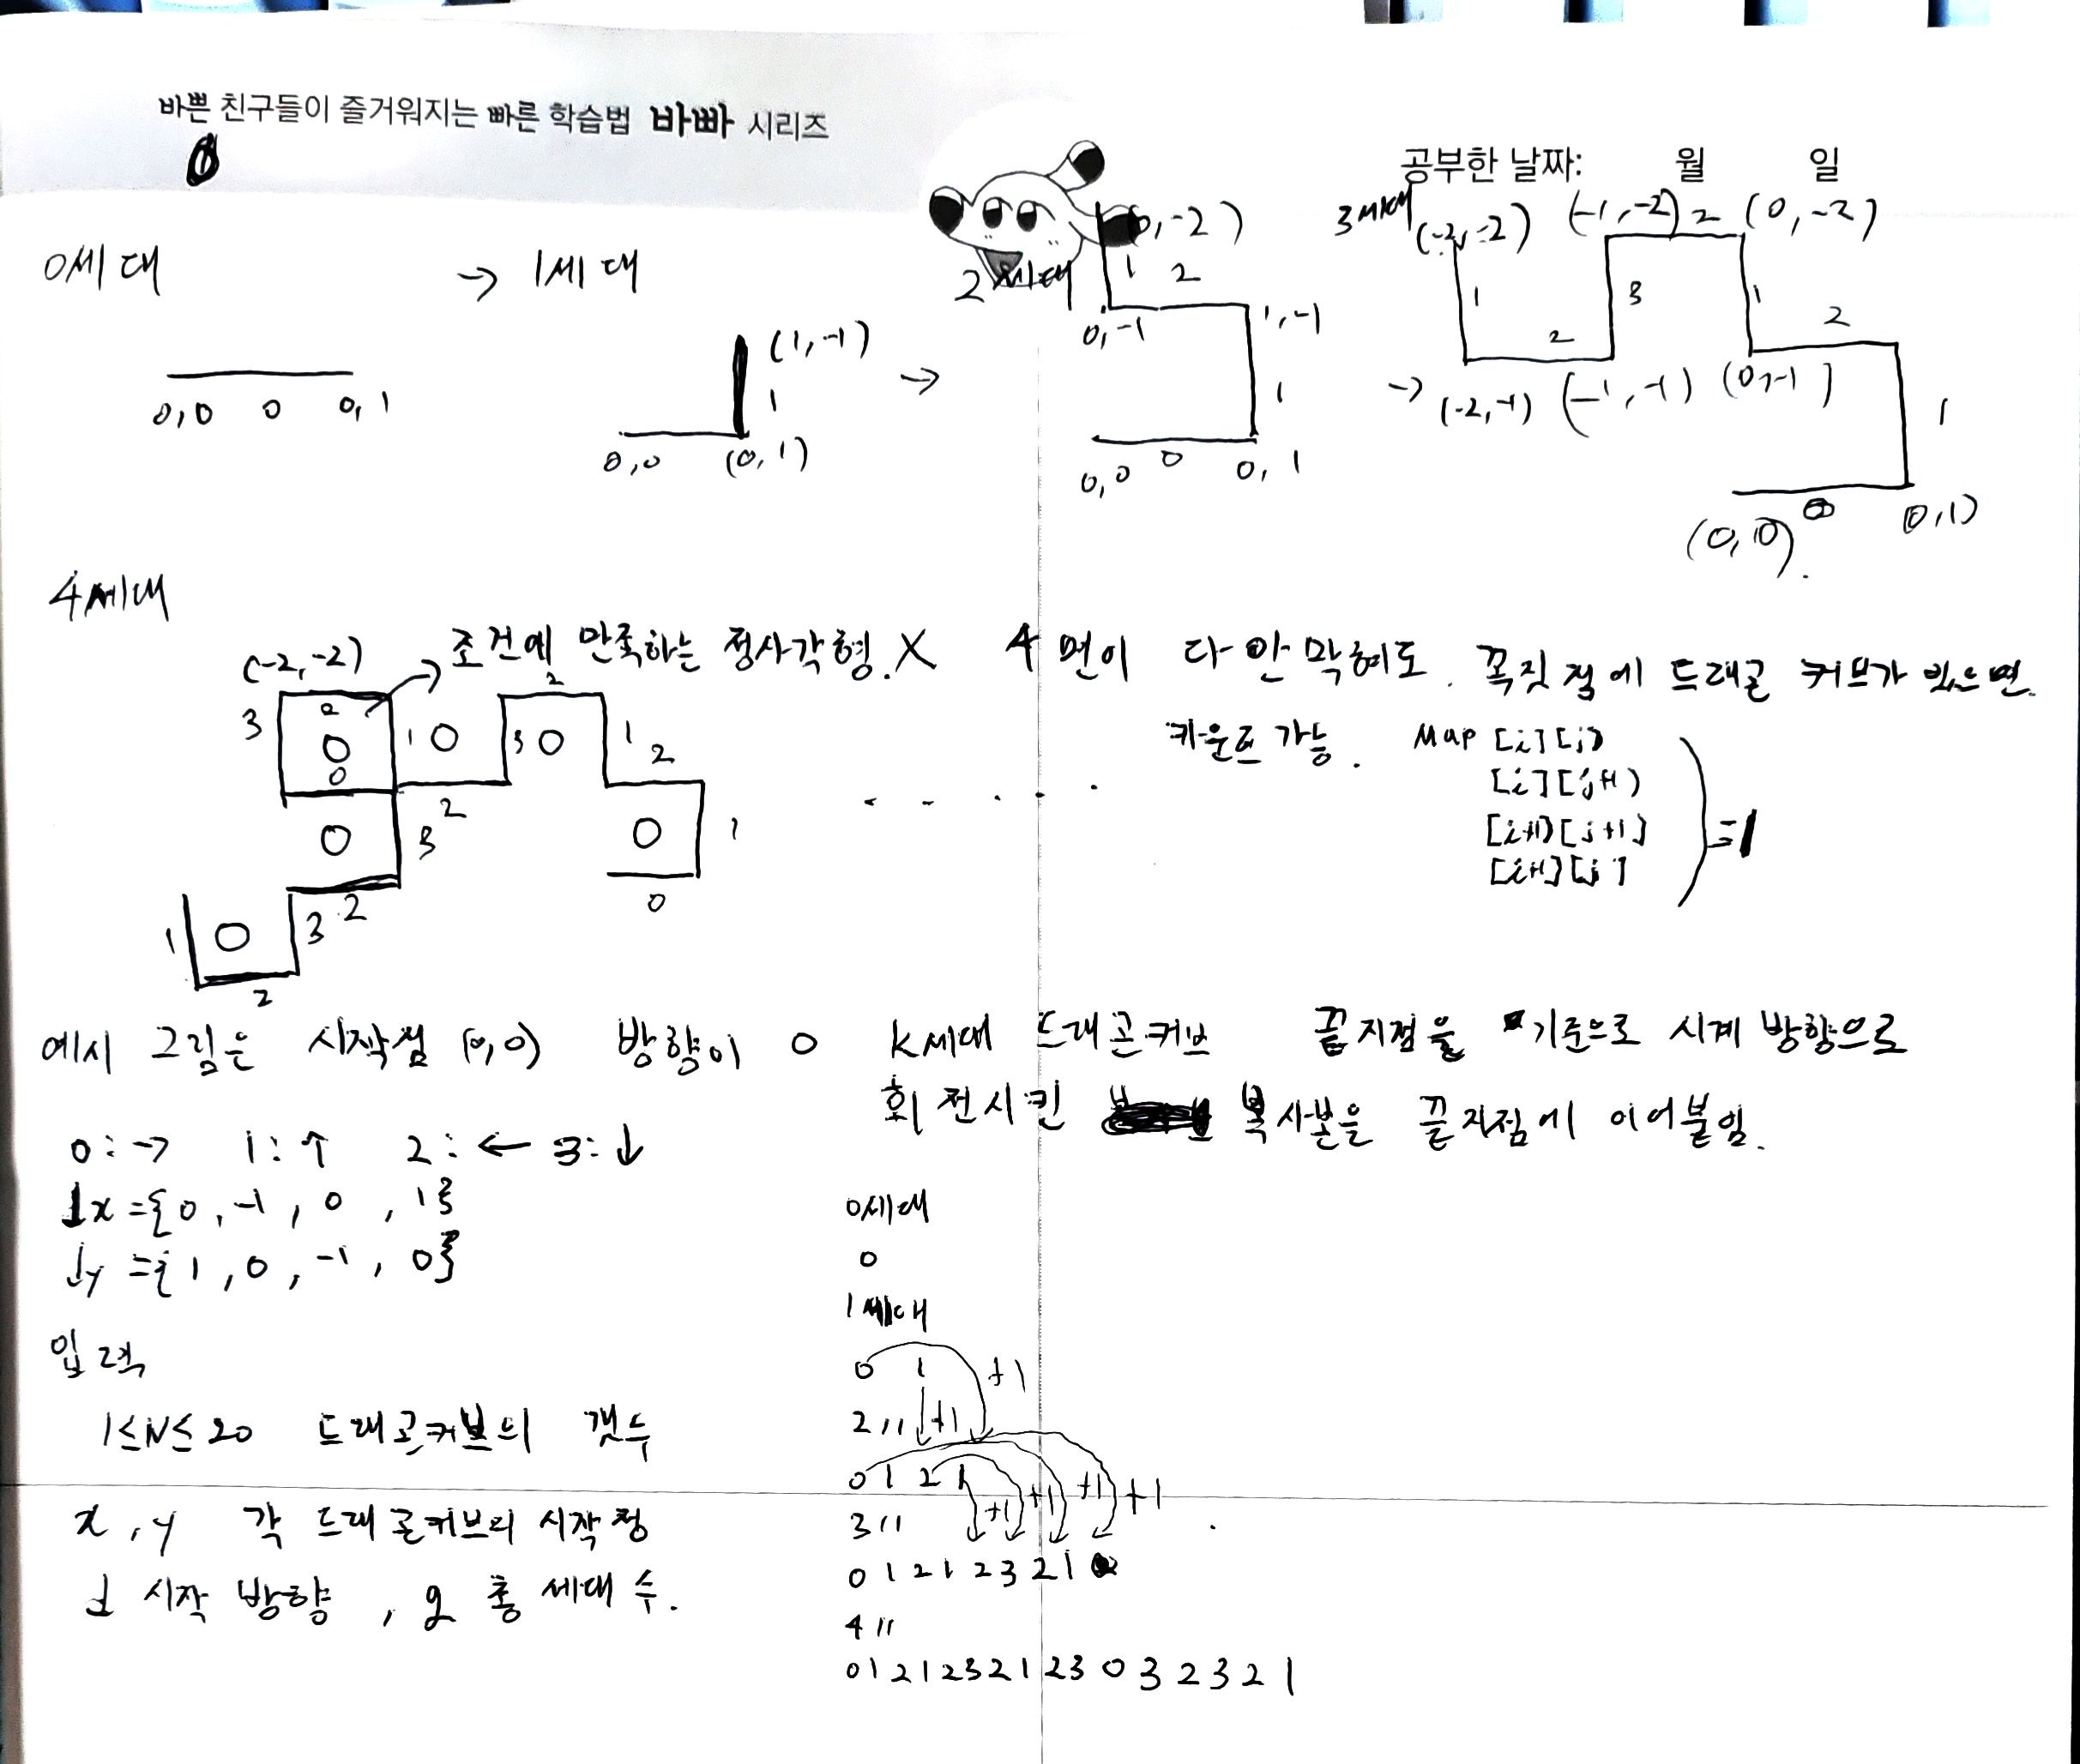 바쁜 친구들이 즐거워지는 빠른 학습법 바빠 시리즈
공부한 날짜: 월 일
0세대 → 1세대
2세대
3세대
0,0 0 0,1
(1,-1)
1
0,0 (0,1)
→
0,-2)
1 2
0,-1 1,-1
1
0,0 0 0,1
→
(-2,-2) (-1,-2) 2 (0,-2)
1 2 3 1 2
(-2,-1) (-1,-1) (0,-1)
1
(0,0) 0 (0,1)
4세대
(-2,-2) → 조건에 만족하는 정사각형.X 4면이 다 안 막혀도. 꼭짓점에 드래곤 커브가 있으면.
카운트 가능. Map [i][j]
[i][j+1]
[i+1][j+1]
[i+1][j]
=1
3 0 1 0 3 0 2 1 2
0
0 3 2 0 1
0
1 0 3 2
2
예시 그림은 시작점 (0,0) 방향이 0
K세대 드래곤커브 끝지점을 기준으로 시계 방향으로
회전시킨 복사본을 끝지점에 이어붙임.
0:→ 1:↑ 2:← 3:↓
dx={0,-1,0,1}
dy={1,0,-1,0}
입력
1≤N≤20 드래곤커브의 갯수
x,y 각 드래곤커브의 시작점
d 시작 방향, g 총 세대 수.
0세대
0
1세대
0 1 +1
2〃 +1
0 1 2 1 +1 +1 +1 +1
3〃
0 1 2 1 2 3 2 1
4〃
0 1 2 1 2 3 2 1 2 3 0 3 2 3 2 1